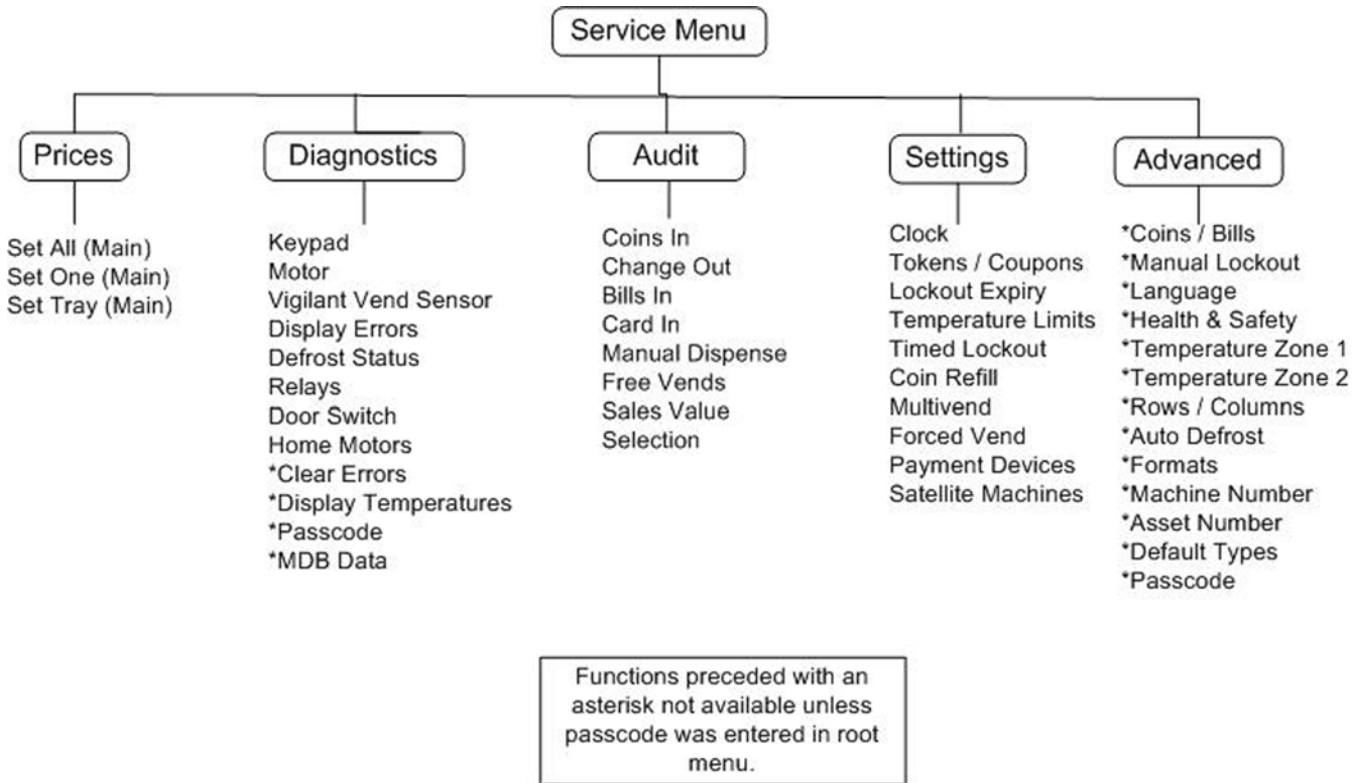 Service Menu
Prices
Diagnostics
Audit
Settings
Advanced
Set All (Main)
Set One (Main)
Set Tray (Main)
Keypad
Motor
Vigilant Vend Sensor
Display Errors
Defrost Status
Relays
Door Switch
Home Motors
*Clear Errors
*Display Temperatures
*Passcode
*MDB Data
Coins In
Change Out
Bills In
Card In
Manual Dispense
Free Vends
Sales Value
Selection
Clock
Tokens / Coupons
Lockout Expiry
Temperature Limits
Timed Lockout
Coin Refill
Multivend
Forced Vend
Payment Devices
Satellite Machines
*Coins / Bills
*Manual Lockout
*Language
*Health & Safety
*Temperature Zone 1
*Temperature Zone 2
*Rows / Columns
*Auto Defrost
*Formats
*Machine Number
*Asset Number
*Default Types
*Passcode
Functions preceded with an
asterisk not available unless
passcode was entered in root
menu.